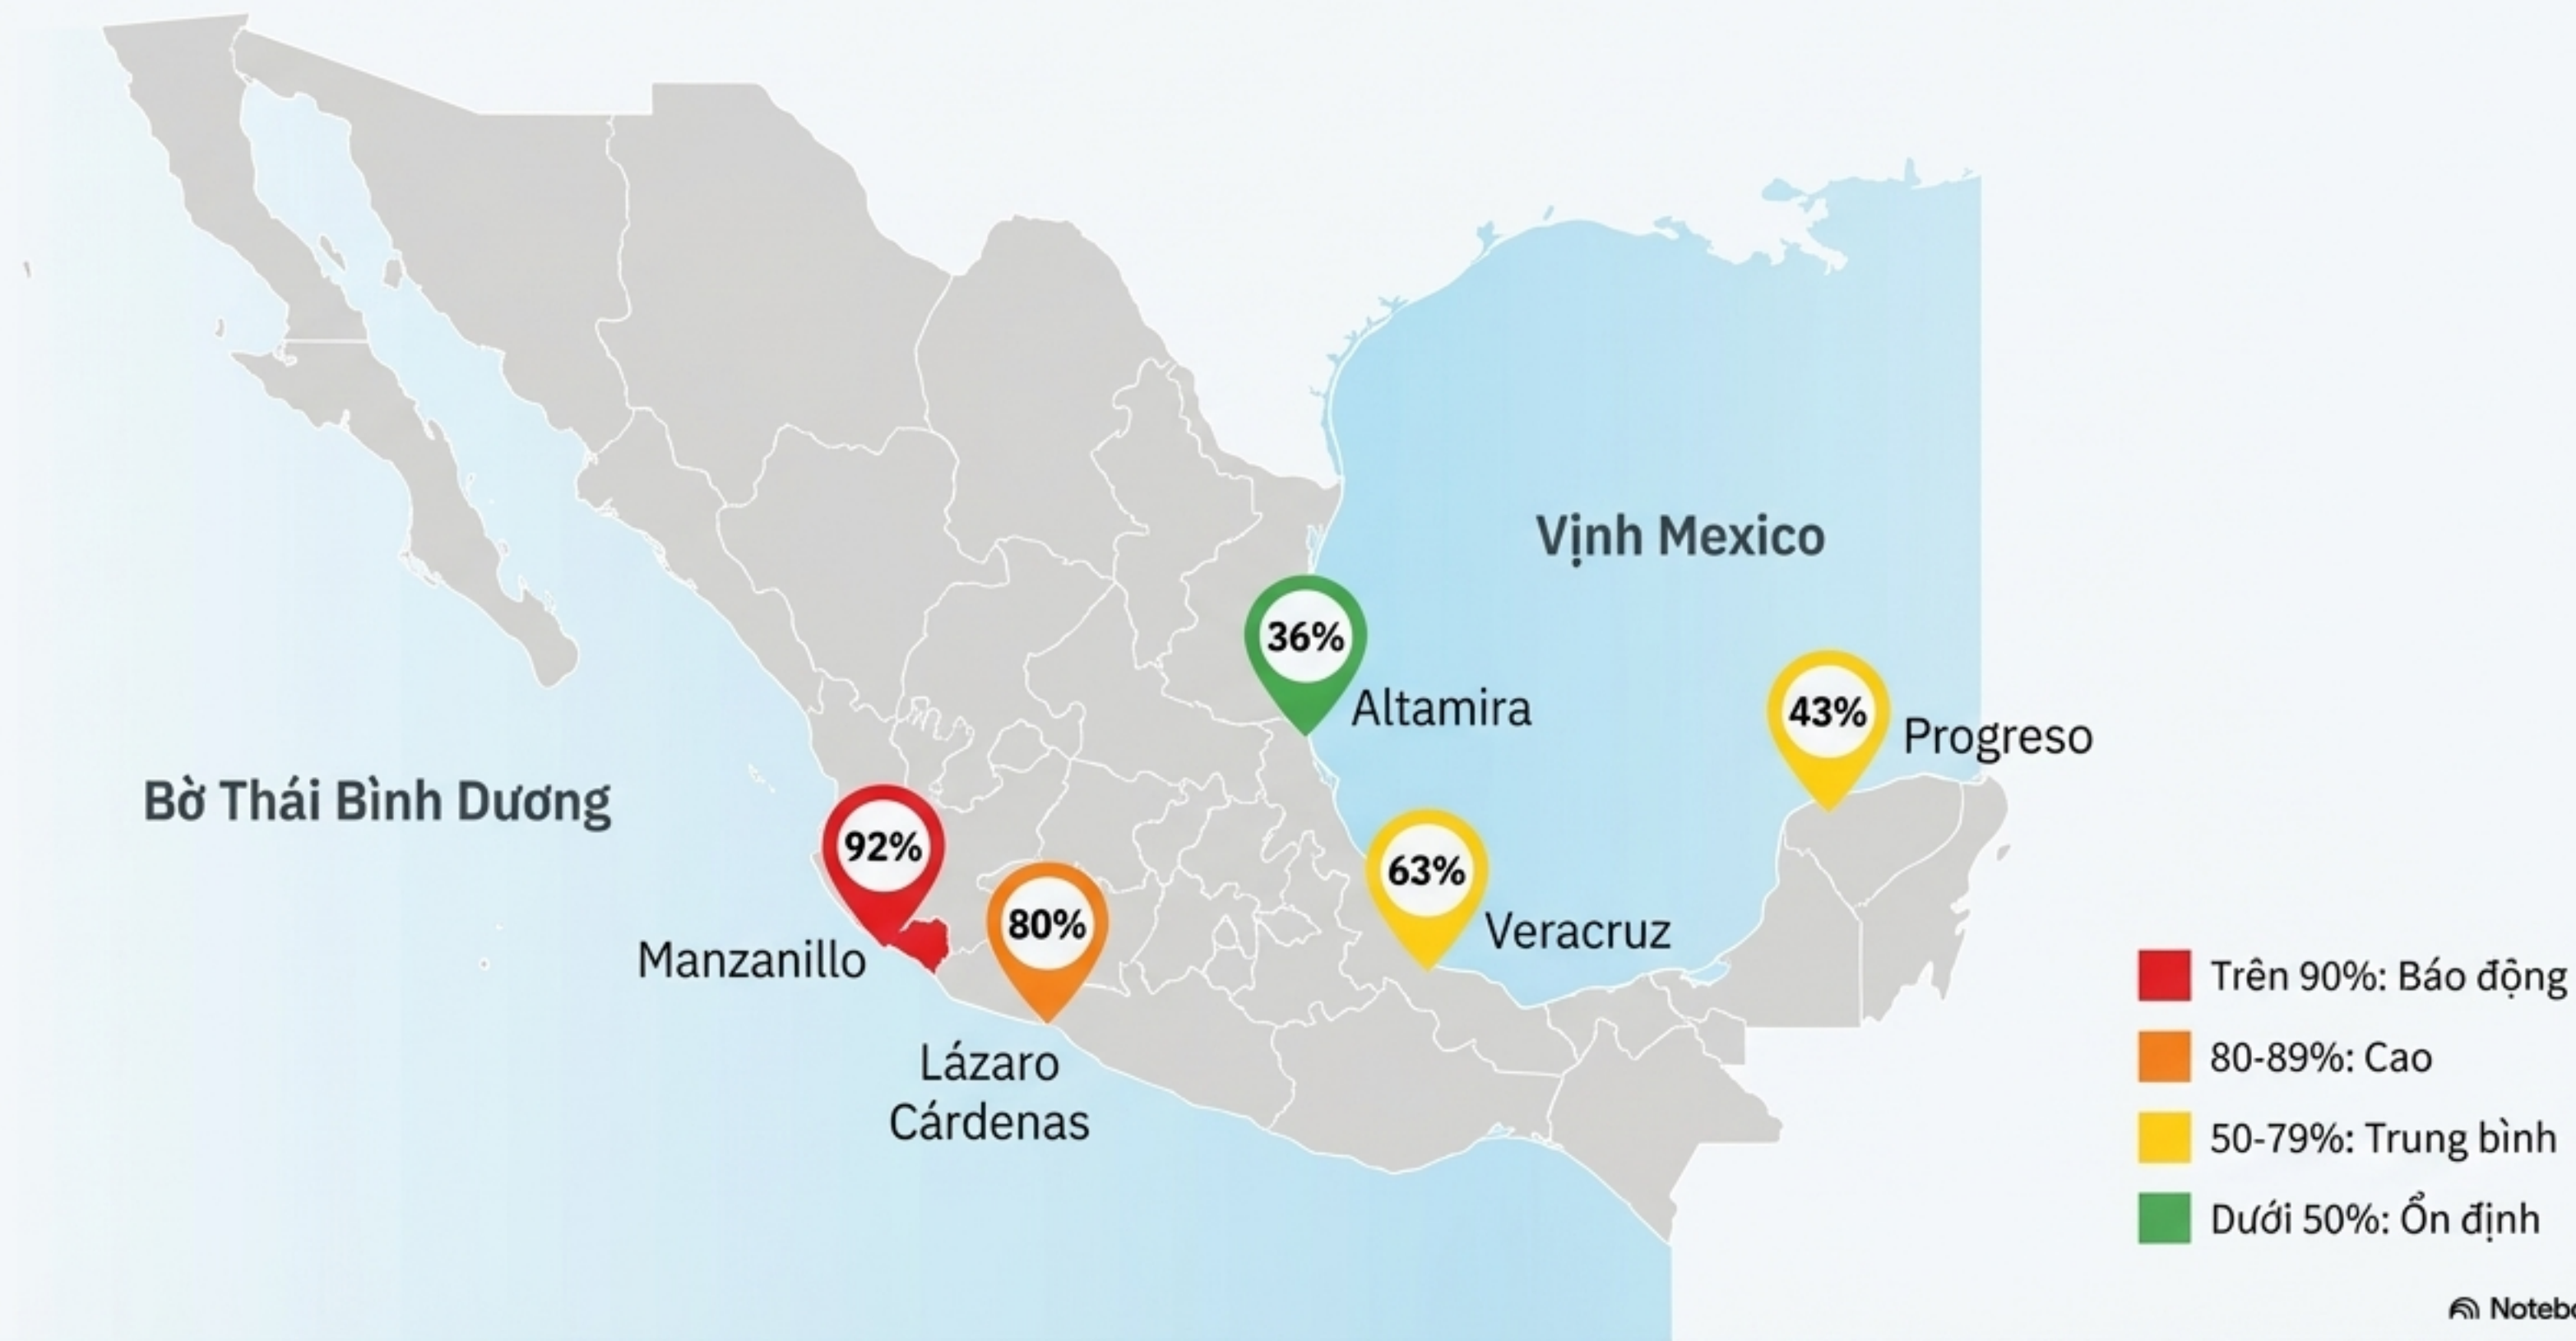 Vịnh Mexico
36%
Altamira
43%
Progreso
Bờ Thái Bình Dương
92%
Manzanillo
80%
Lázaro
Cárdenas
63%
Veracruz
Trên 90%: Báo động
80-89%: Cao
50-79%: Trung bình
Dưới 50%: Ổn định